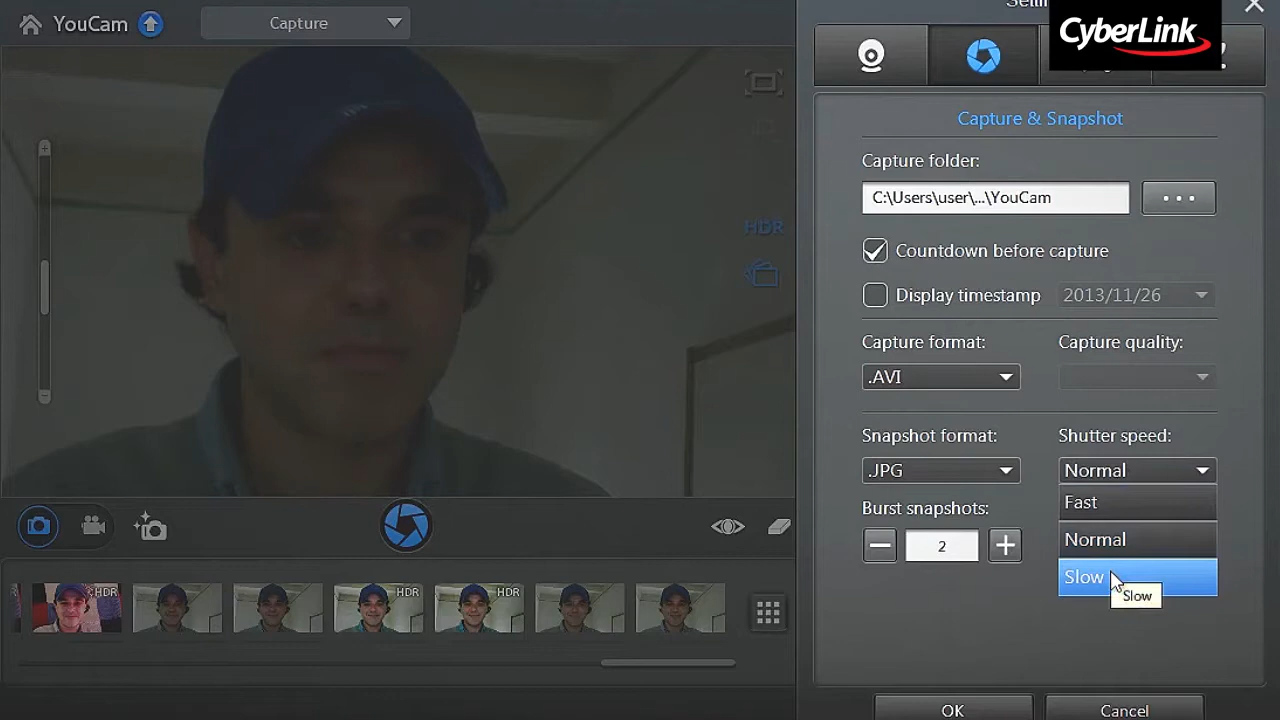 YouCam
Capture
CyberLink
Capture & Snapshot
Capture folder:
C:\Users\user\...\YouCam
Countdown before capture
Display timestamp
2013/11/26
HDR
Capture format:
Capture quality:
.AVI
Snapshot format:
Shutter speed:
.JPG
Normal
Fast
Burst snapshots:
Normal
2
Slow
Slow
HDR
HDR
HDR
OK
Cancel